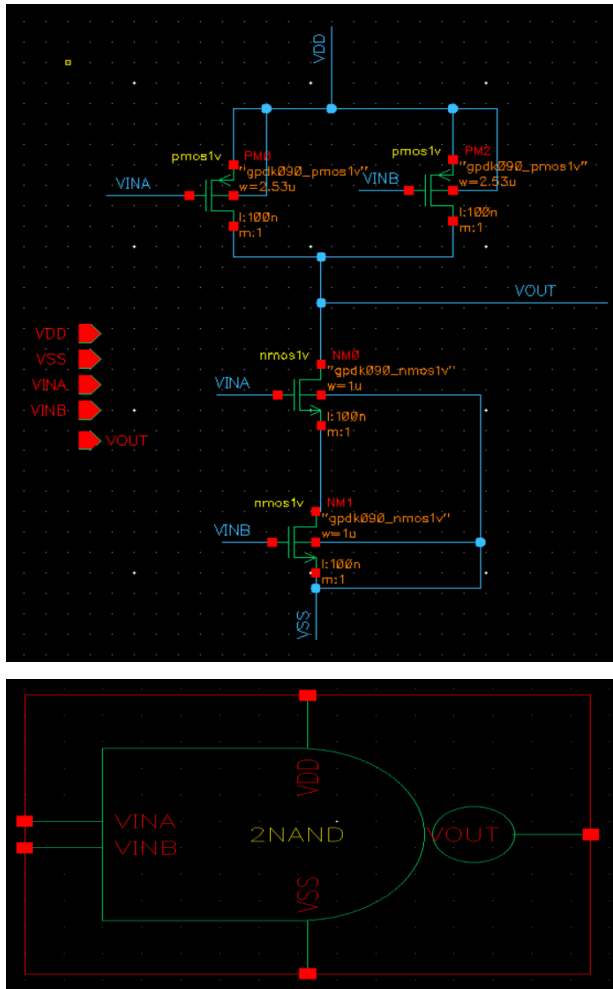 VDD
pmos1v PM0
"gpdk090_pmos1v"
w=2.53u
l:100n
m:1
VINA
pmos1v PM2
"gpdk090_pmos1v"
w=2.53u
l:100n
m:1
VINB
VOUT
VDD
VSS
VINA
VINB
VOUT
nmos1v NM0
"gpdk090_nmos1v"
w=1u
l:100n
m:1
VINA
nmos1v NM1
"gpdk090_nmos1v"
w=1u
l:100n
m:1
VINB
VSS
VDD
VINA
VINB
2NAND
VOUT
VSS